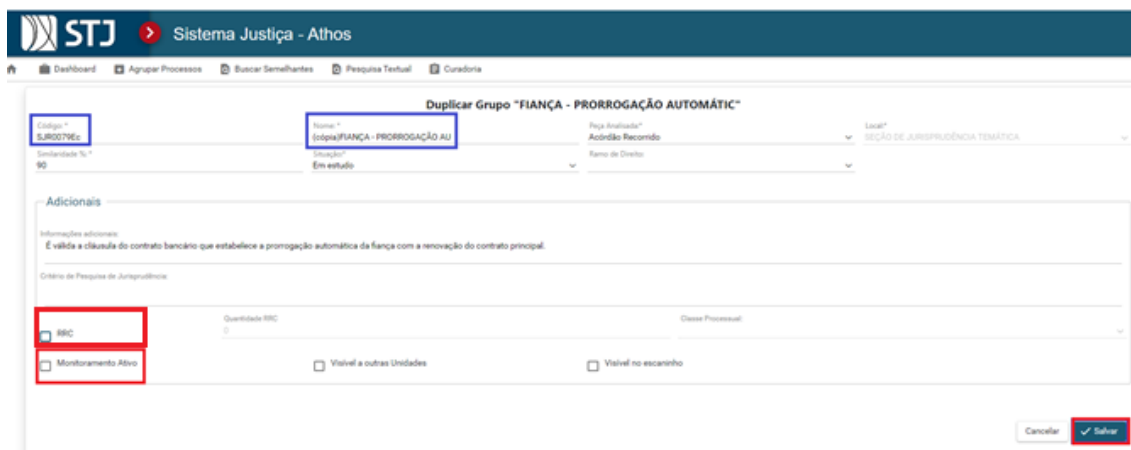 STJ Sistema Justiça - Athos
Dashboard Agrupar Processos Buscar Semelhantes Pesquisa Textual Curadoria
Duplicar Grupo "FIANÇA - PRORROGAÇÃO AUTOMÁTIC"
Código: * Nome: * Peça Analisada* Local*
SJR0079Ec (cópia)FIANÇA - PRORROGAÇÃO AU Acórdão Recorrido SEÇÃO DE JURISPRUDÊNCIA TEMÁTICA
Similaridade %: * Situação* Ramo de Direito:
90 Em estudo
Adicionais
Informações adicionais:
É válida a cláusula do contrato bancário que estabelece a prorrogação automática da fiança com a renovação do contrato principal.
Critério de Pesquisa de Jurisprudência:
Quantidade RRC: Classe Processual:
RRC 0
Monitoramento Ativo Visível a outras Unidades Visível no escaninho
Cancelar Salvar